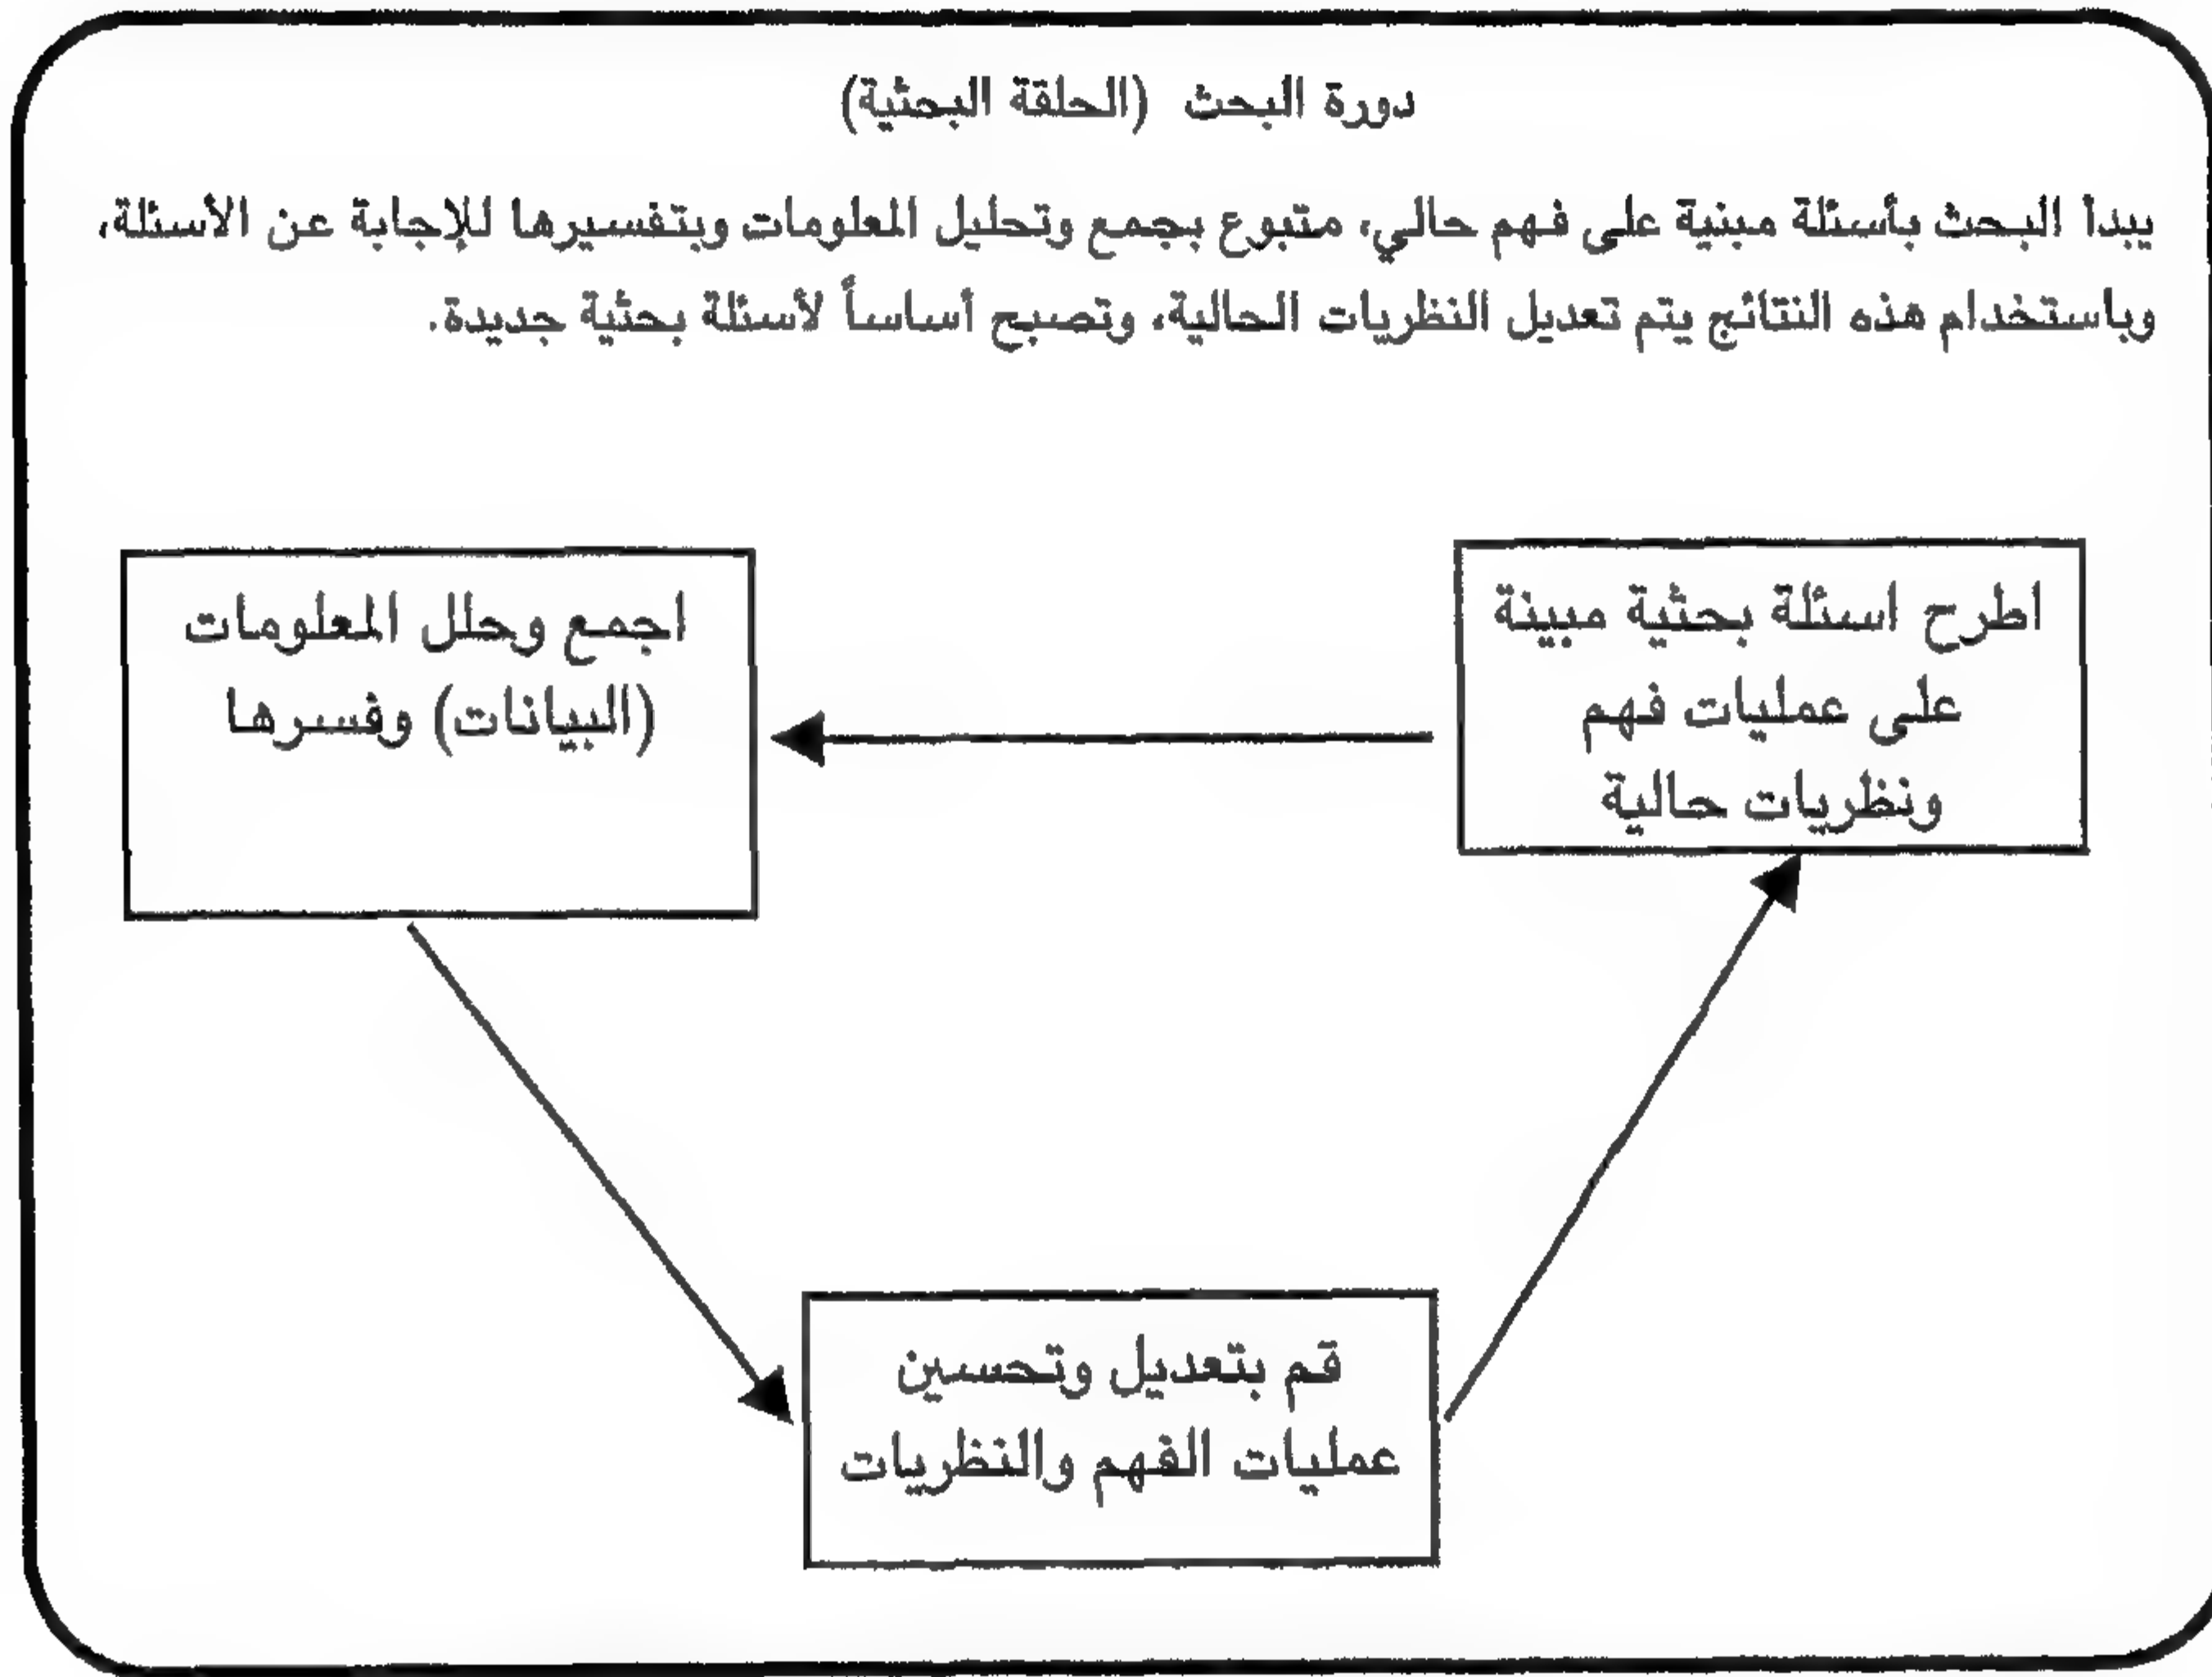 دورة البحث (الحلقة البحثية)
يبدأ البحث بأسئلة مبنية على فهم حالي، متبوع بجمع وتحليل المعلومات وبتفسيرها للإجابة عن الأسئلة،
وباستخدام هذه النتائج يتم تعديل النظريات الحالية، وتصبح أساساً لأسئلة بحثية جديدة.
اطرح اسئلة بحثية مبينة
على عمليات فهم
ونظريات حالية
اجمع وحلل المعلومات
(البيانات) وفسرها
قم بتعديل وتحسين
عمليات الفهم والنظريات